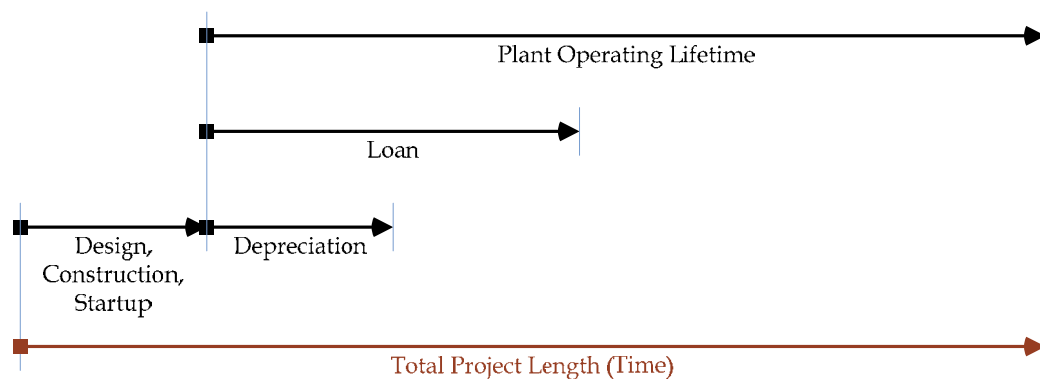 Plant Operating Lifetime
Loan
Design,
Construction,
Startup
Depreciation
Total Project Length (Time)